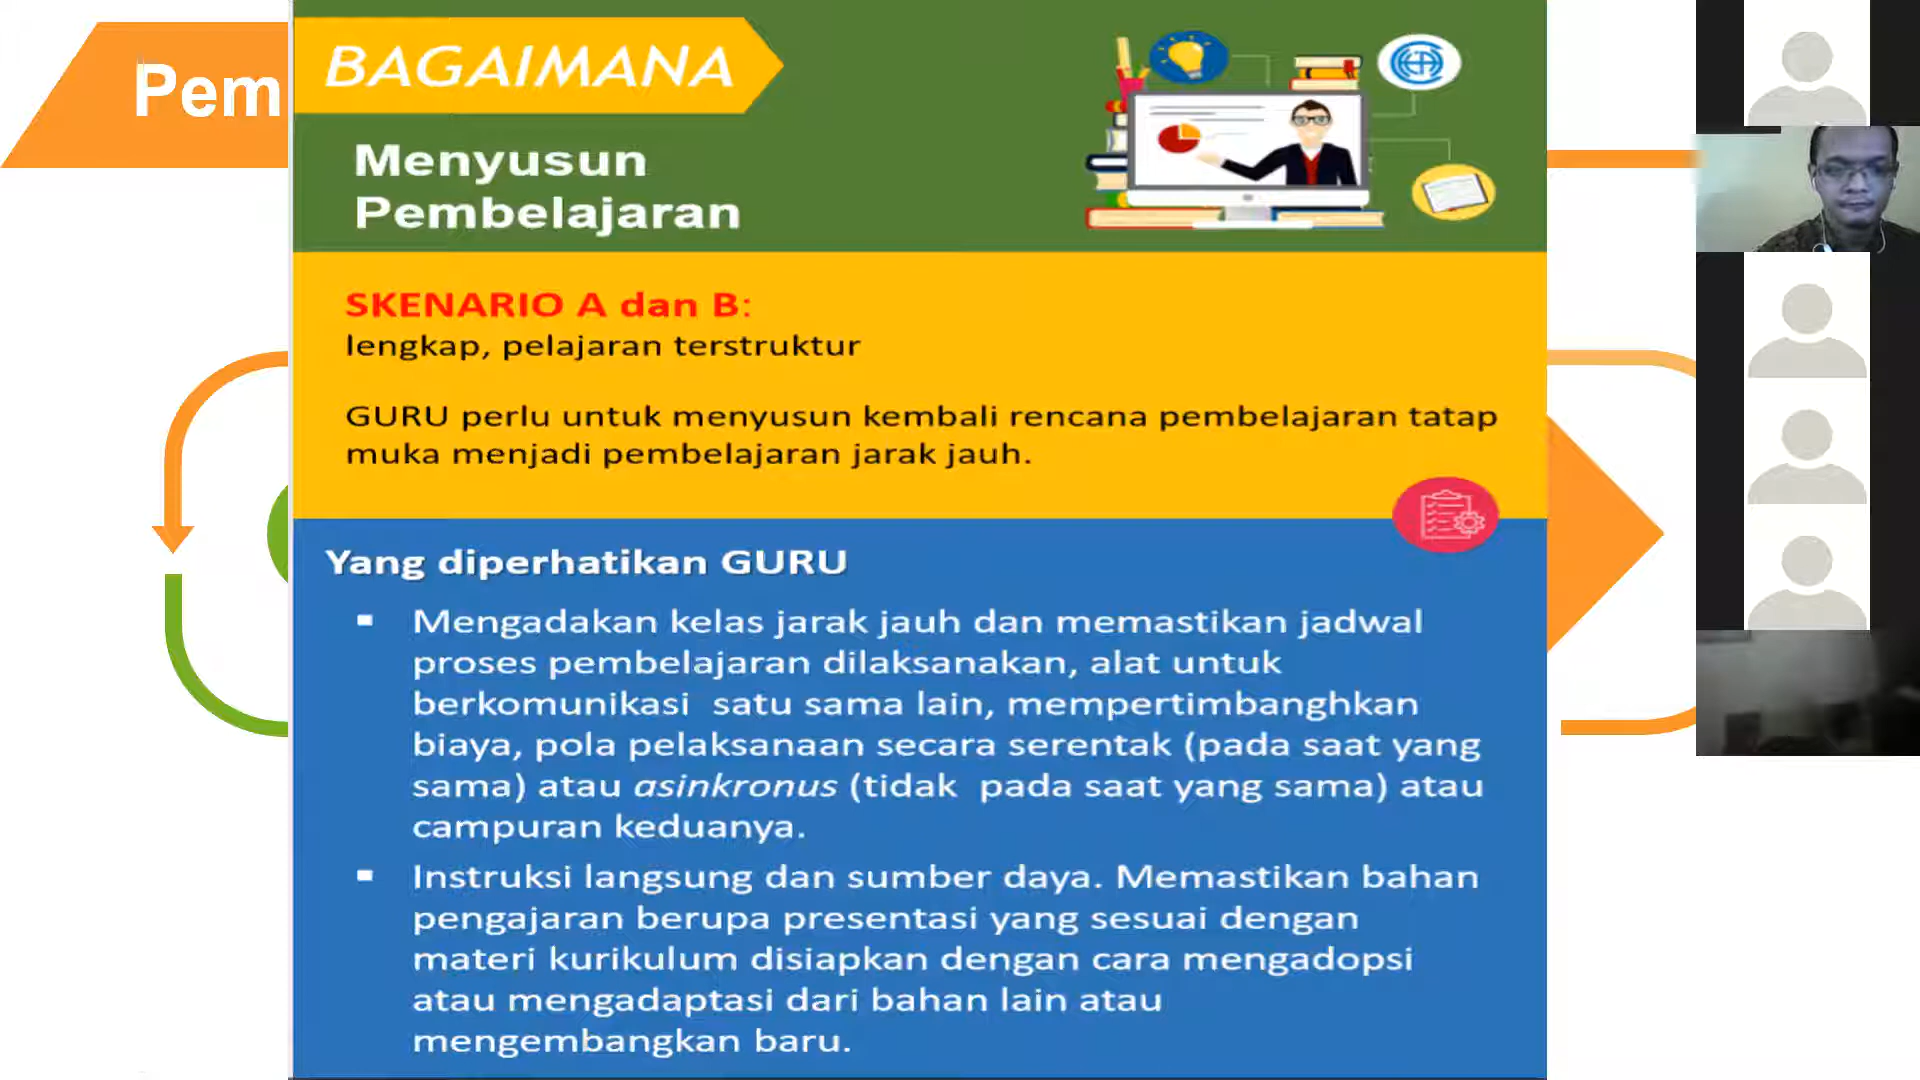 Pem
BAGAIMANA
Menyusun
Pembelajaran
SKENARIO A dan B:
lengkap, pelajaran terstruktur
GURU perlu untuk menyusun kembali rencana pembelajaran tatap
muka menjadi pembelajaran jarak jauh.
Yang diperhatikan GURU
▪ Mengadakan kelas jarak jauh dan memastikan jadwal
proses pembelajaran dilaksanakan, alat untuk
berkomunikasi satu sama lain, mempertimbanghkan
biaya, pola pelaksanaan secara serentak (pada saat yang
sama) atau asinkronus (tidak pada saat yang sama) atau
campuran keduanya.
▪ Instruksi langsung dan sumber daya. Memastikan bahan
pengajaran berupa presentasi yang sesuai dengan
materi kurikulum disiapkan dengan cara mengadopsi
atau mengadaptasi dari bahan lain atau
mengembangkan baru.